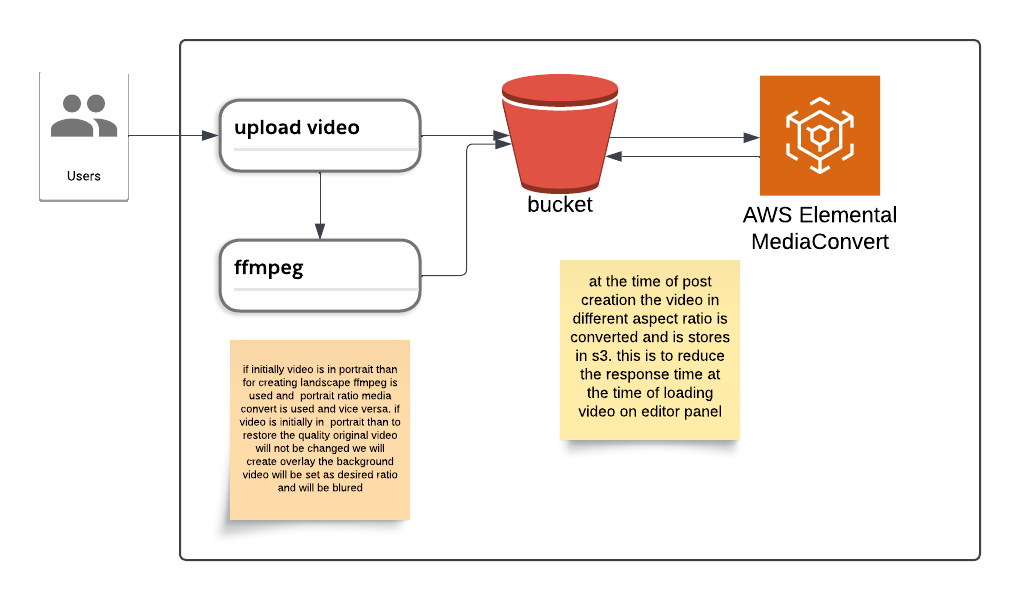 Users
upload video
ffmpeg
bucket
AWS Elemental
MediaConvert
if initially video is in portrait than
for creating landscape ffmpeg is
used and portrait ratio media
convert is used and vice versa. if
video is initially in portrait than to
restore the quality original video
will not be changed we will
create overlay the background
video will be set as desired ratio
and will be blured
at the time of post
creation the video in
different aspect ratio is
converted and is stores
in s3. this is to reduce
the response time at
the time of loading
video on editor panel